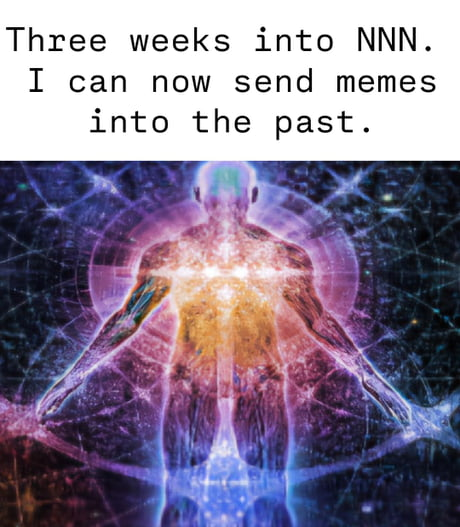 Three weeks into NNN.
I can now send memes
into the past.